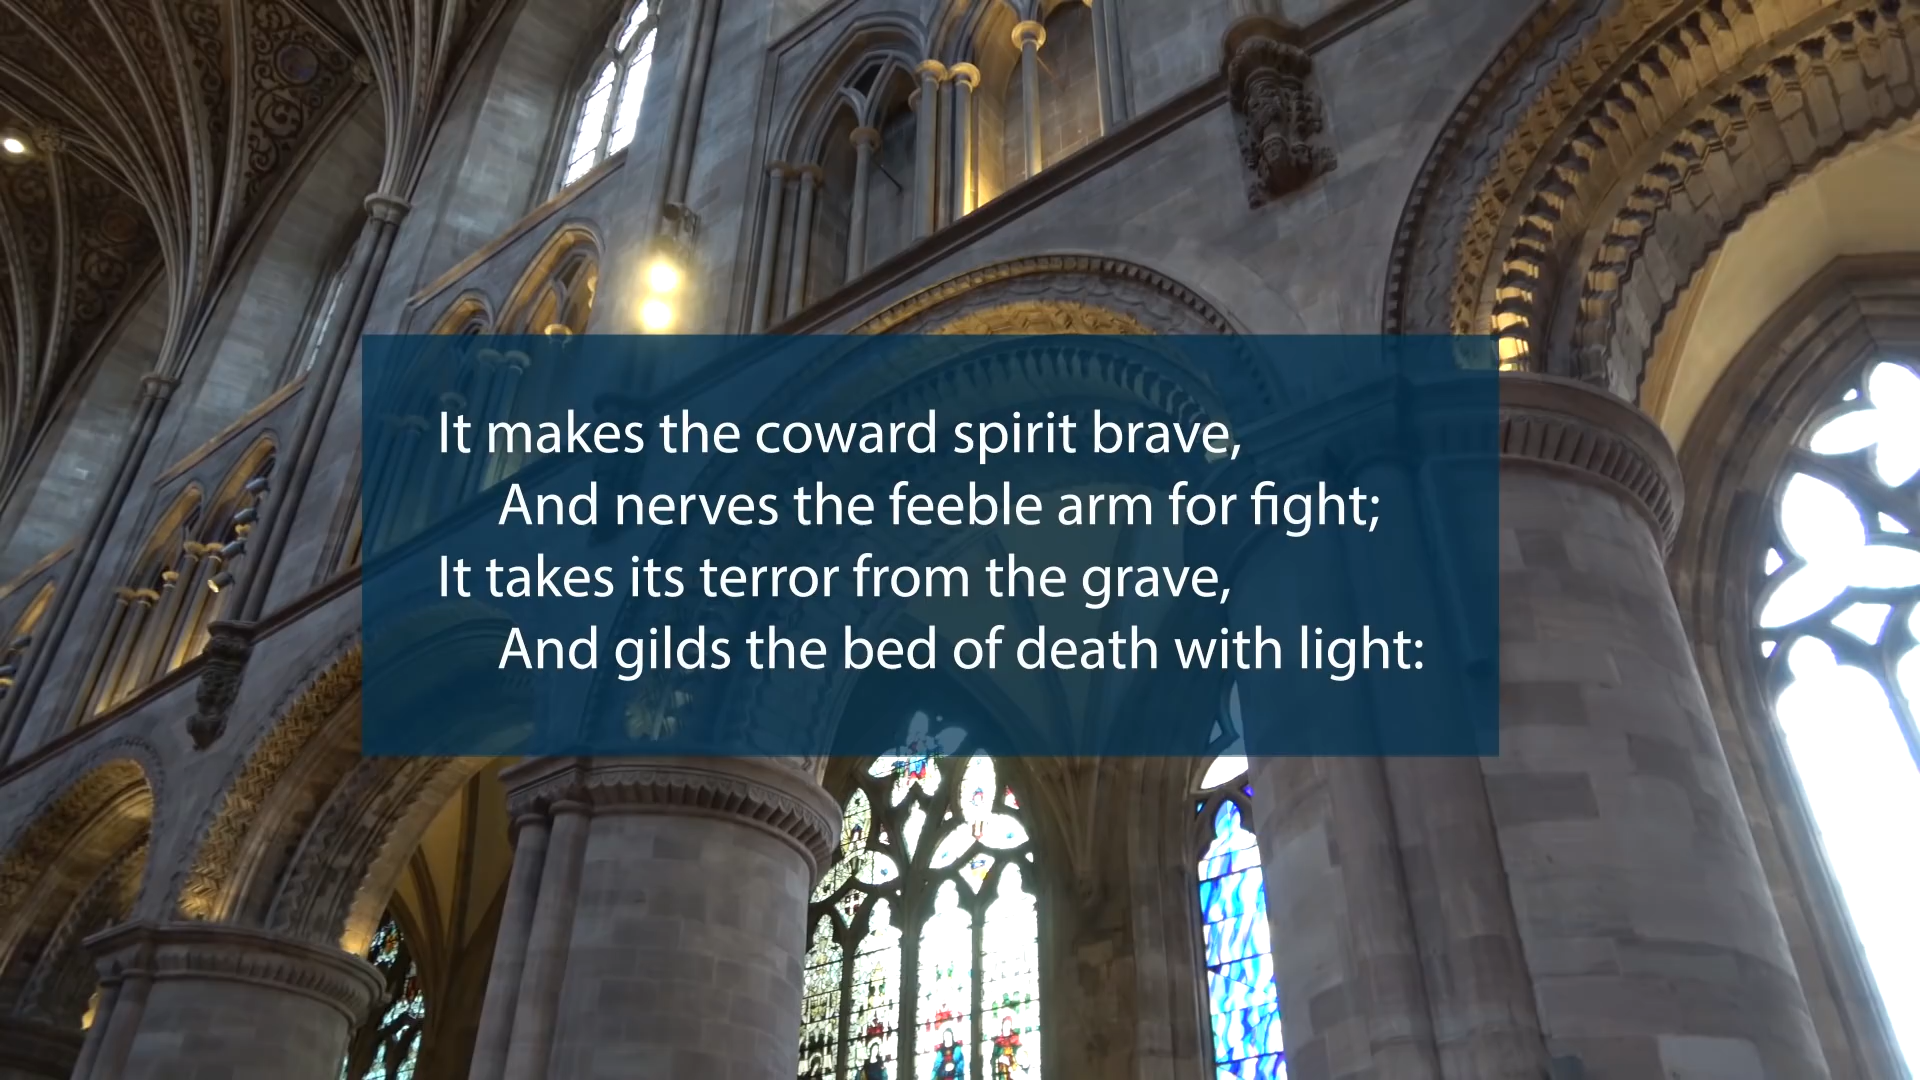 It makes the coward spirit brave,
And nerves the feeble arm for fight;
It takes its terror from the grave,
And gilds the bed of death with light: